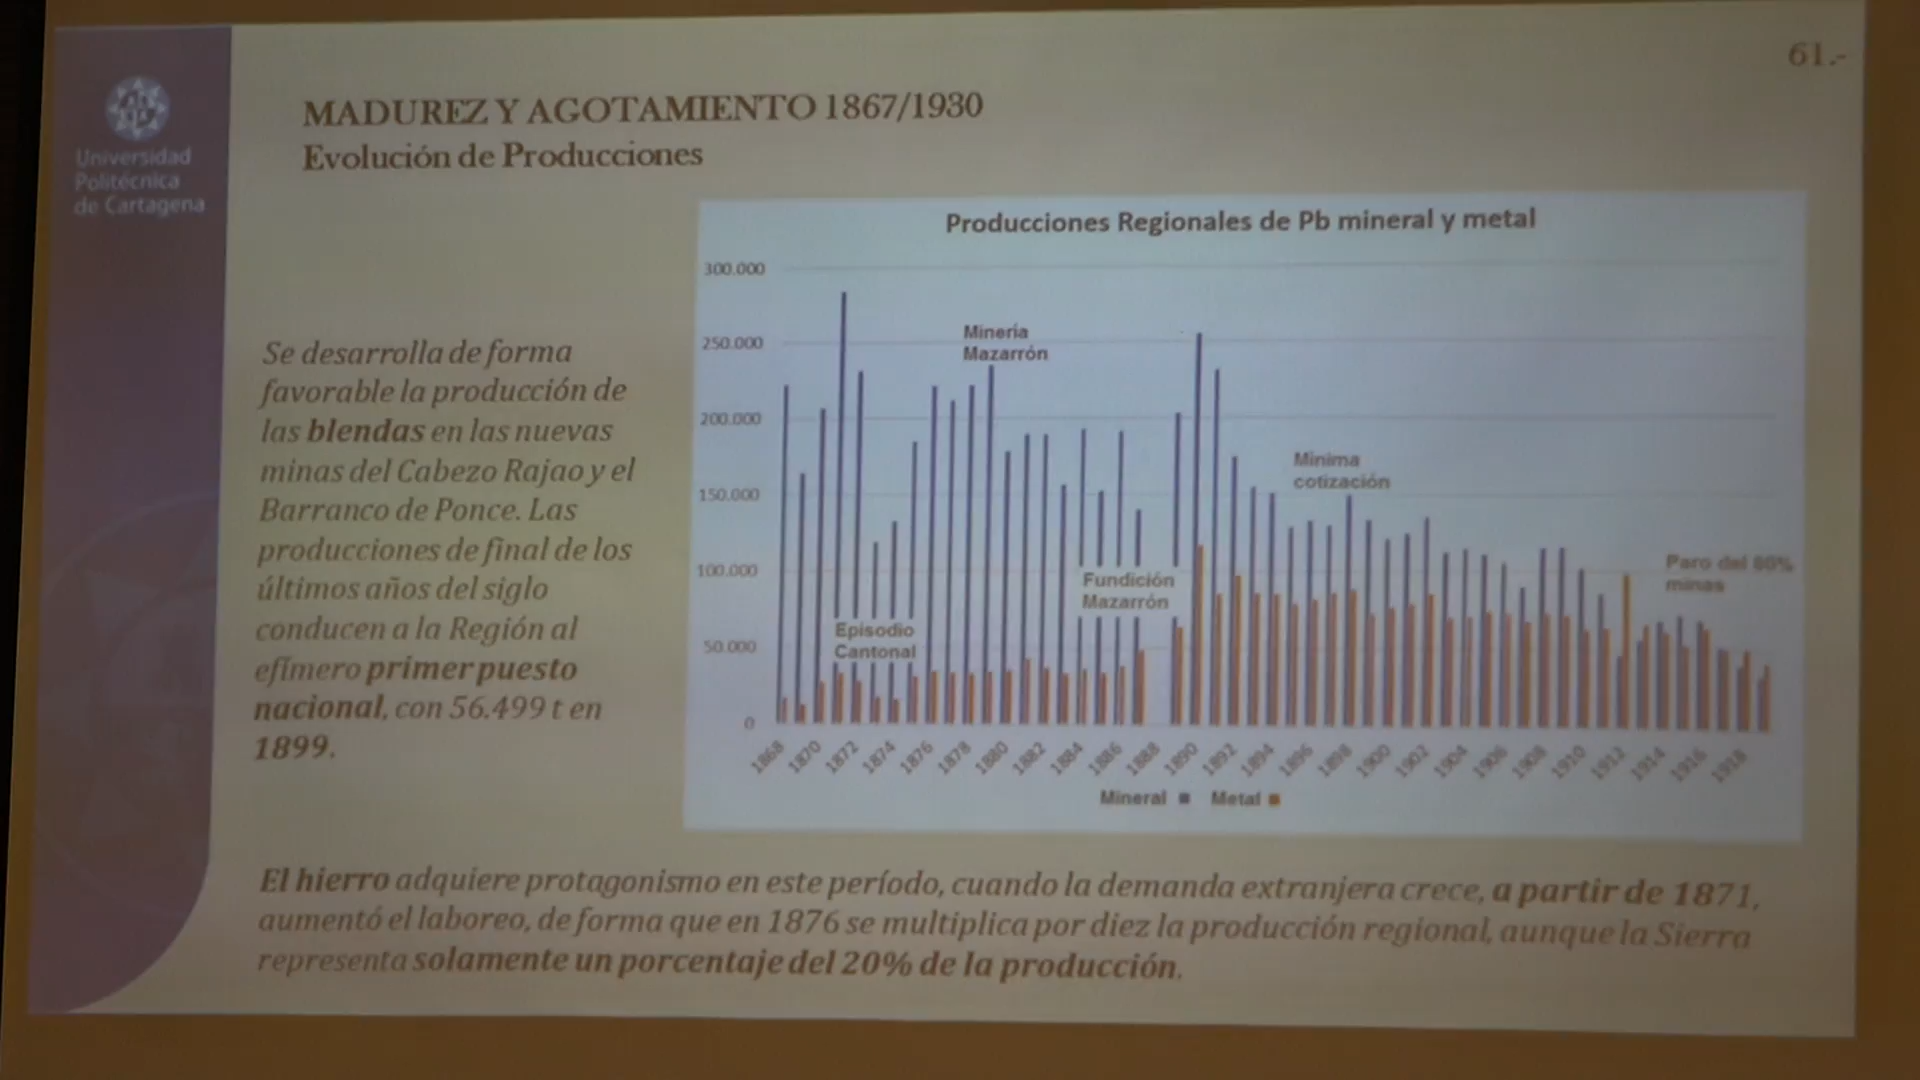 61.-
Universidad
Politécnica
de Cartagena
MADUREZ Y AGOTAMIENTO 1867/1930
Evolución de Producciones
Se desarrolla de forma
favorable la producción de
las blendas en las nuevas
minas del Cabezo Rajao y el
Barranco de Ponce. Las
producciones de final de los
últimos años del siglo
conducen a la Región al
efímero primer puesto
nacional, con 56.499 t en
1899.
Producciones Regionales de Pb mineral y metal
300.000
250.000
200.000
150.000
100.000
50.000
0
Minería
Mazarrón
Mínima
cotización
Fundición
Mazarrón
Episodio
Cantonal
Paro del 80%
minas
1868 1870 1872 1874 1876 1878 1880 1882 1884 1886 1888 1890 1892 1894 1896 1898 1900 1902 1904 1906 1908 1910 1912 1914 1916 1918
Mineral Metal
El hierro adquiere protagonismo en este período, cuando la demanda extranjera crece, a partir de 1871,
aumentó el laboreo, de forma que en 1876 se multiplica por diez la producción regional, aunque la Sierra
representa solamente un porcentaje del 20% de la producción.